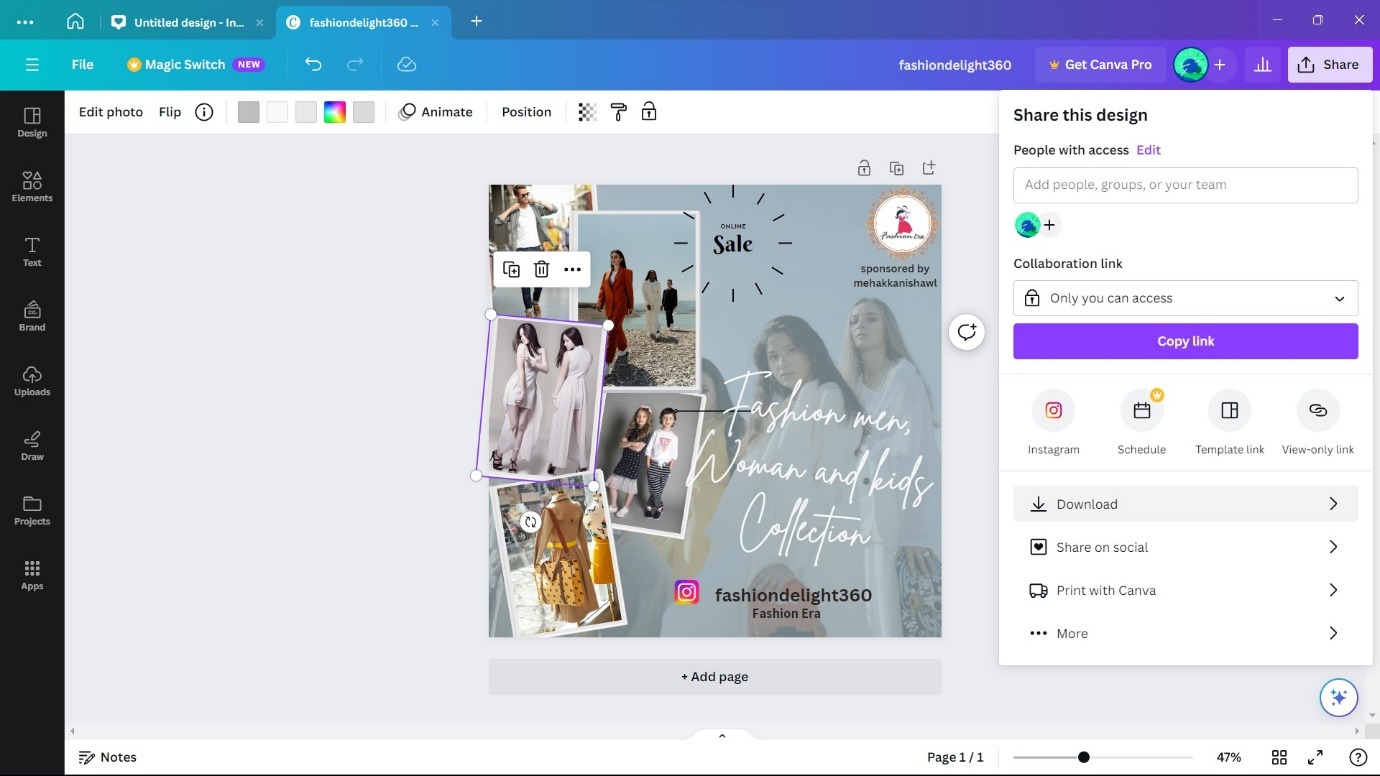 Untitled design - In...
fashiondelight360 ...
File
Magic Switch NEW
fashiondelight360
Get Canva Pro
Share
Edit photo
Flip
Animate
Position
Design
Elements
Text
Brand
Uploads
Draw
Projects
Apps
ONLINE
Sale
Fashion Era
sponsored by
mehakkanishawl
Fashion men,
Woman and kids
Collection
fashiondelight360
Fashion Era
+ Add page
Share this design
People with access Edit
Add people, groups, or your team
Collaboration link
Only you can access
Copy link
Instagram
Schedule
Template link
View-only link
Download
Share on social
Print with Canva
More
Notes
Page 1 / 1
47%